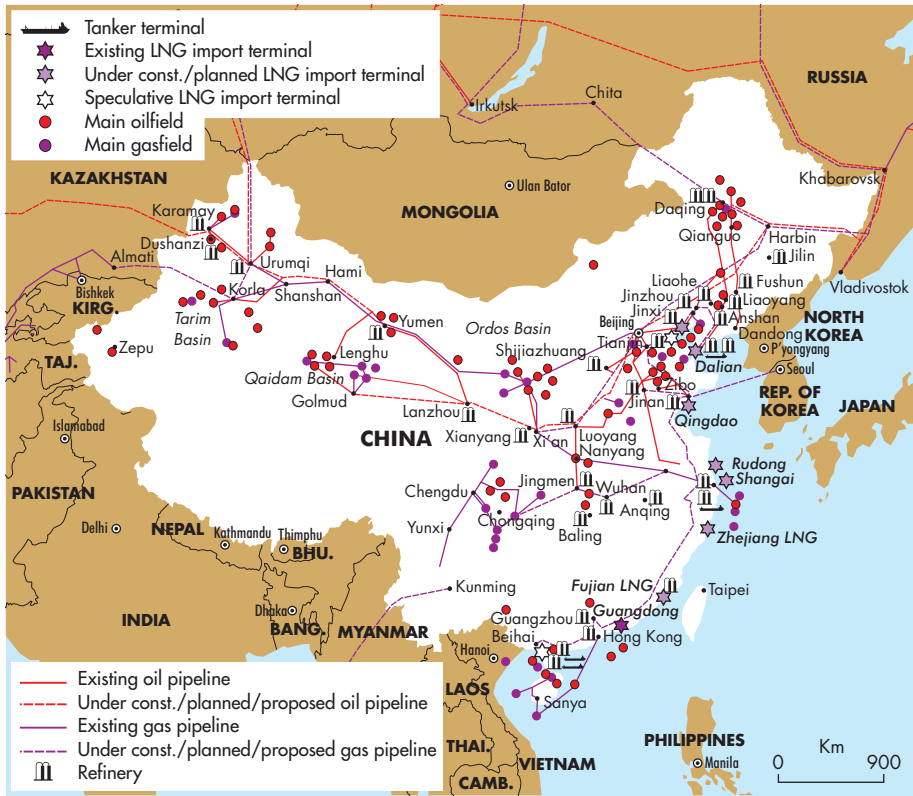 Tanker terminal
Existing LNG import terminal
Under const./planned LNG import terminal
Speculative LNG import terminal
Main oilfield
Main gasfield
RUSSIA
Irkutsk
Chita
KAZAKHSTAN
Ulan Bator
MONGOLIA
Khabarovsk
Karamay
Daqing
Dushanzi
Qianguo
Harbin
Jilin
Almati
Urumqi
Hami
Vladivostok
Bishkek
KIRG.
Korla
Shanshan
Liaohe
Fushun
Jinzhou
Liaoyang
Jinxi
Anshan
NORTH
KOREA
Tarim
Basin
Yumen
Beijing
Dandong
Ordos Basin
Tianjin
P'yongyang
TAJ.
Zepu
Lenghu
Shijiazhuang
Dalian
Seoul
Qaidam Basin
Zibo
REP. OF
KOREA
Golmud
Jinan
JAPAN
Lanzhou
Qingdao
Islamabad
CHINA
Xianyang
Xi'an
Luoyang
Nanyang
Rudong
Shangai
PAKISTAN
Chengdu
Jingmen
Wuhan
Chongqing
Anqing
Delhi
NEPAL
Kathmandu
Thimphu
Yunxi
Baling
Zhejiang LNG
BHU.
Kunming
Fujian LNG
Taipei
INDIA
Dhaka
BANG.
MYANMAR
Guangzhou
Guangdong
Beihai
Hong Kong
Hanoi
LAOS
Sanya
Existing oil pipeline
Under const./planned/proposed oil pipeline
Existing gas pipeline
Under const./planned/proposed gas pipeline
Refinery
THAI.
CAMB.
VIETNAM
PHILIPPINES
Manila
Km
0 900